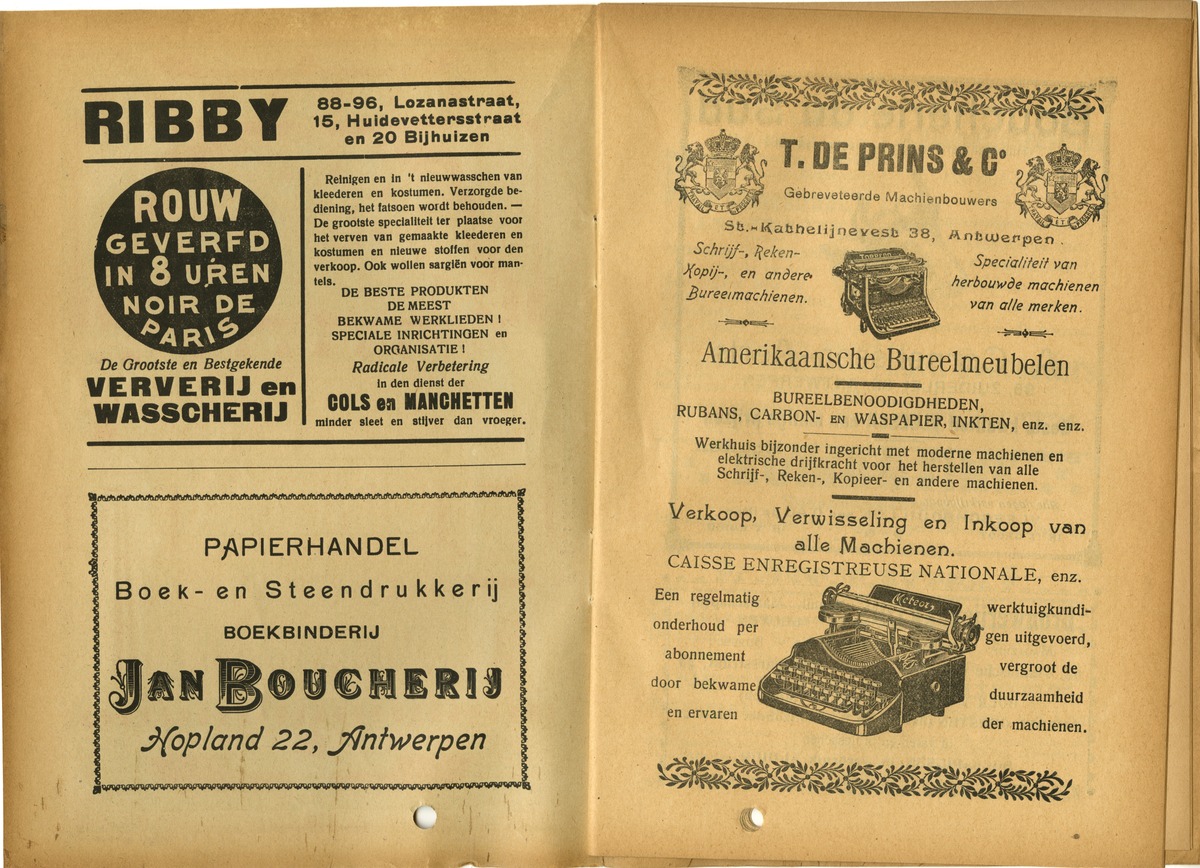 RIBBY
88-96, Lozanastraat,
15, Huidevettersstraat
en 20 Bijhuizen
ROUW
GEVERFD
IN 8 UREN
NOIR DE
PARIS
De Grootste en Bestgekende
VERVERIJ en
WASSCHERIJ
Reinigen en in 't nieuwwasschen van
kleederen en kostumen. Verzorgde be-
diening, het fatsoen wordt behouden. —
De grootste specialiteit ter plaatse voor
het verven van gemaakte kleederen en
kostumen en nieuwe stoffen voor den
verkoop. Ook wollen sargiën voor man-
tels.
DE BESTE PRODUKTEN
DE MEEST
BEKWAME WERKLIEDEN !
SPECIALE INRICHTINGEN en
ORGANISATIE !
Radicale Verbetering
in den dienst der
COLS en MANCHETTEN
minder sleet en stijver dan vroeger.
PAPIERHANDEL
Boek- en Steendrukkerij
BOEKBINDERIJ
JAN BOUCHERIJ
Hopland 22, Antwerpen
T. DE PRINS & Cº
Gebreveteerde Machienbouwers
St.-Kathelijnevest 38, Antwerpen.
Schrijf-, Reken-
Kopij-, en andere
Bureelmachienen.
Specialiteit van
herbouwde machienen
van alle merken.
Amerikaansche Bureelmeubelen
BUREELBENOODIGDHEDEN,
RUBANS, CARBON- EN WASPAPIER, INKTEN, enz. enz.
Werkhuis bijzonder ingericht met moderne machienen en
elektrische drijfkracht voor het herstellen van alle
Schrijf-, Reken-, Kopieer- en andere machienen.
Verkoop, Verwisseling en Inkoop van
alle Machienen.
CAISSE ENREGISTREUSE NATIONALE, enz.
Een regelmatig
onderhoud per
abonnement
door bekwame
en ervaren
Meteor
werktuigkundi-
gen uitgevoerd,
vergroot de
duurzaamheid
der machienen.